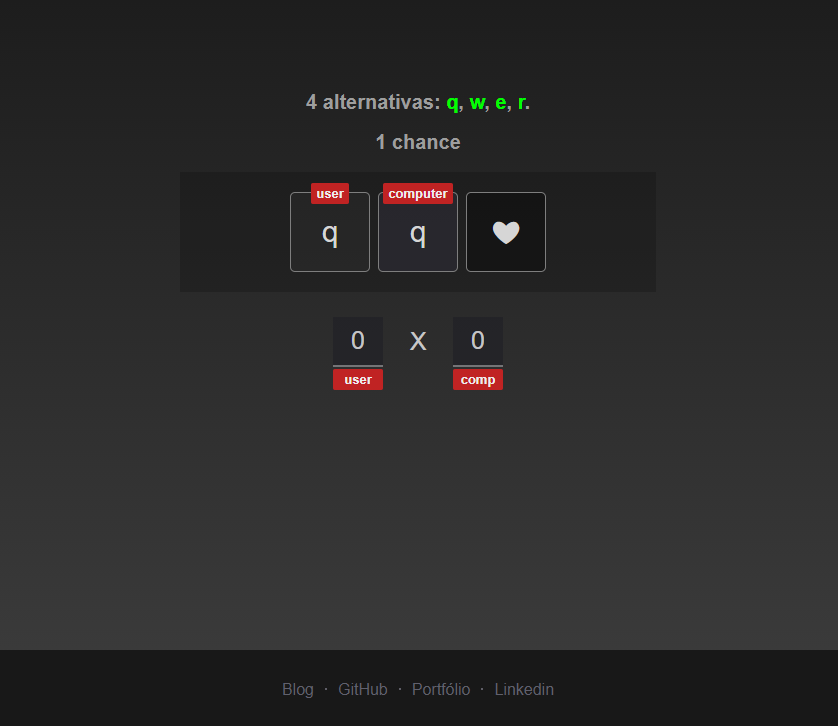 4 alternativas: q, w, e, r.
1 chance
user computer
q q
0 X 0
user comp
Blog · GitHub · Portfólio · Linkedin